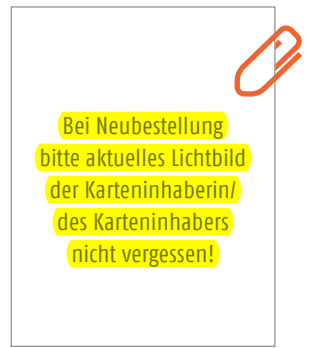 Bei Neubestellung
bitte aktuelles Lichtbild
der Karteninhaberin/
des Karteninhabers
nicht vergessen!